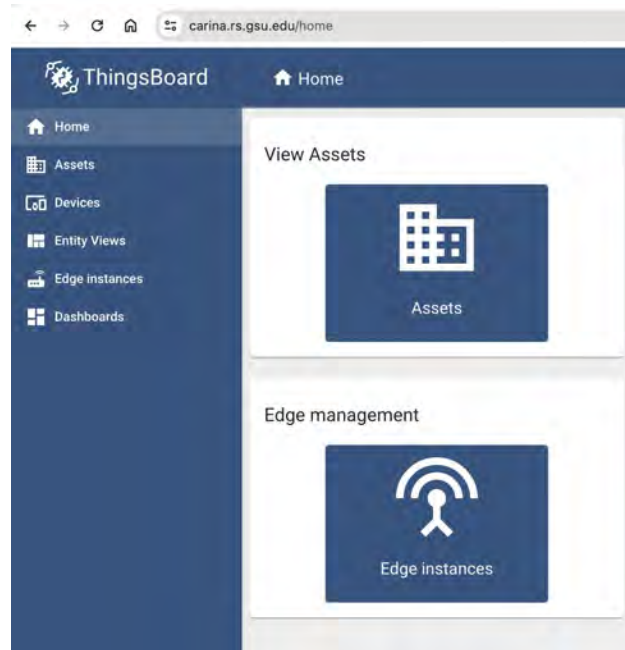 carina.rs.gsu.edu/home
ThingsBoard
Home
Home
Assets
Devices
Entity Views
Edge instances
Dashboards
View Assets
Assets
Edge management
Edge instances